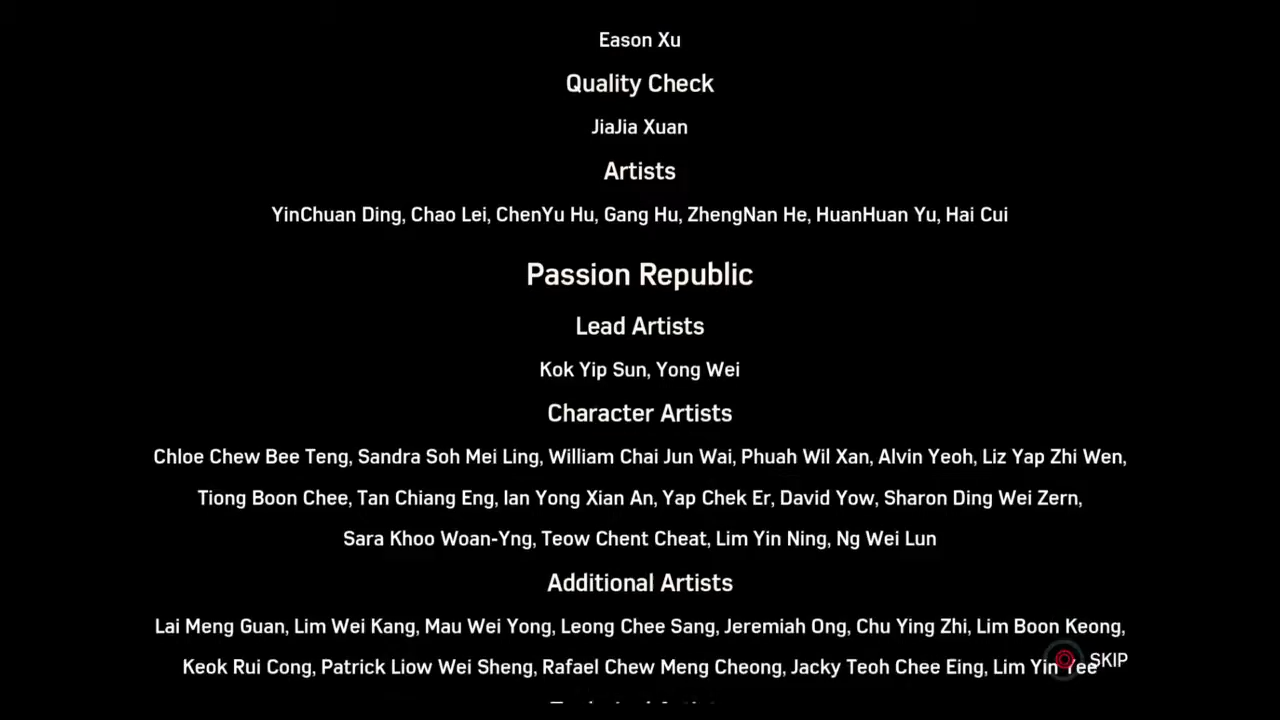 Eason Xu
Quality Check
JiaJia Xuan
Artists
YinChuan Ding, Chao Lei, ChenYu Hu, Gang Hu, ZhengNan He, HuanHuan Yu, Hai Cui
Passion Republic
Lead Artists
Kok Yip Sun, Yong Wei
Character Artists
Chloe Chew Bee Teng, Sandra Soh Mei Ling, William Chai Jun Wai, Phuah Wil Xan, Alvin Yeoh, Liz Yap Zhi Wen,
Tiong Boon Chee, Tan Chiang Eng, Ian Yong Xian An, Yap Chek Er, David Yow, Sharon Ding Wei Zern,
Sara Khoo Woan-Yng, Teow Chent Cheat, Lim Yin Ning, Ng Wei Lun
Additional Artists
Lai Meng Guan, Lim Wei Kang, Mau Wei Yong, Leong Chee Sang, Jeremiah Ong, Chu Ying Zhi, Lim Boon Keong,
Keok Rui Cong, Patrick Liow Wei Sheng, Rafael Chew Meng Cheong, Jacky Teoh Chee Eing, Lim Yin Yee
SKIP